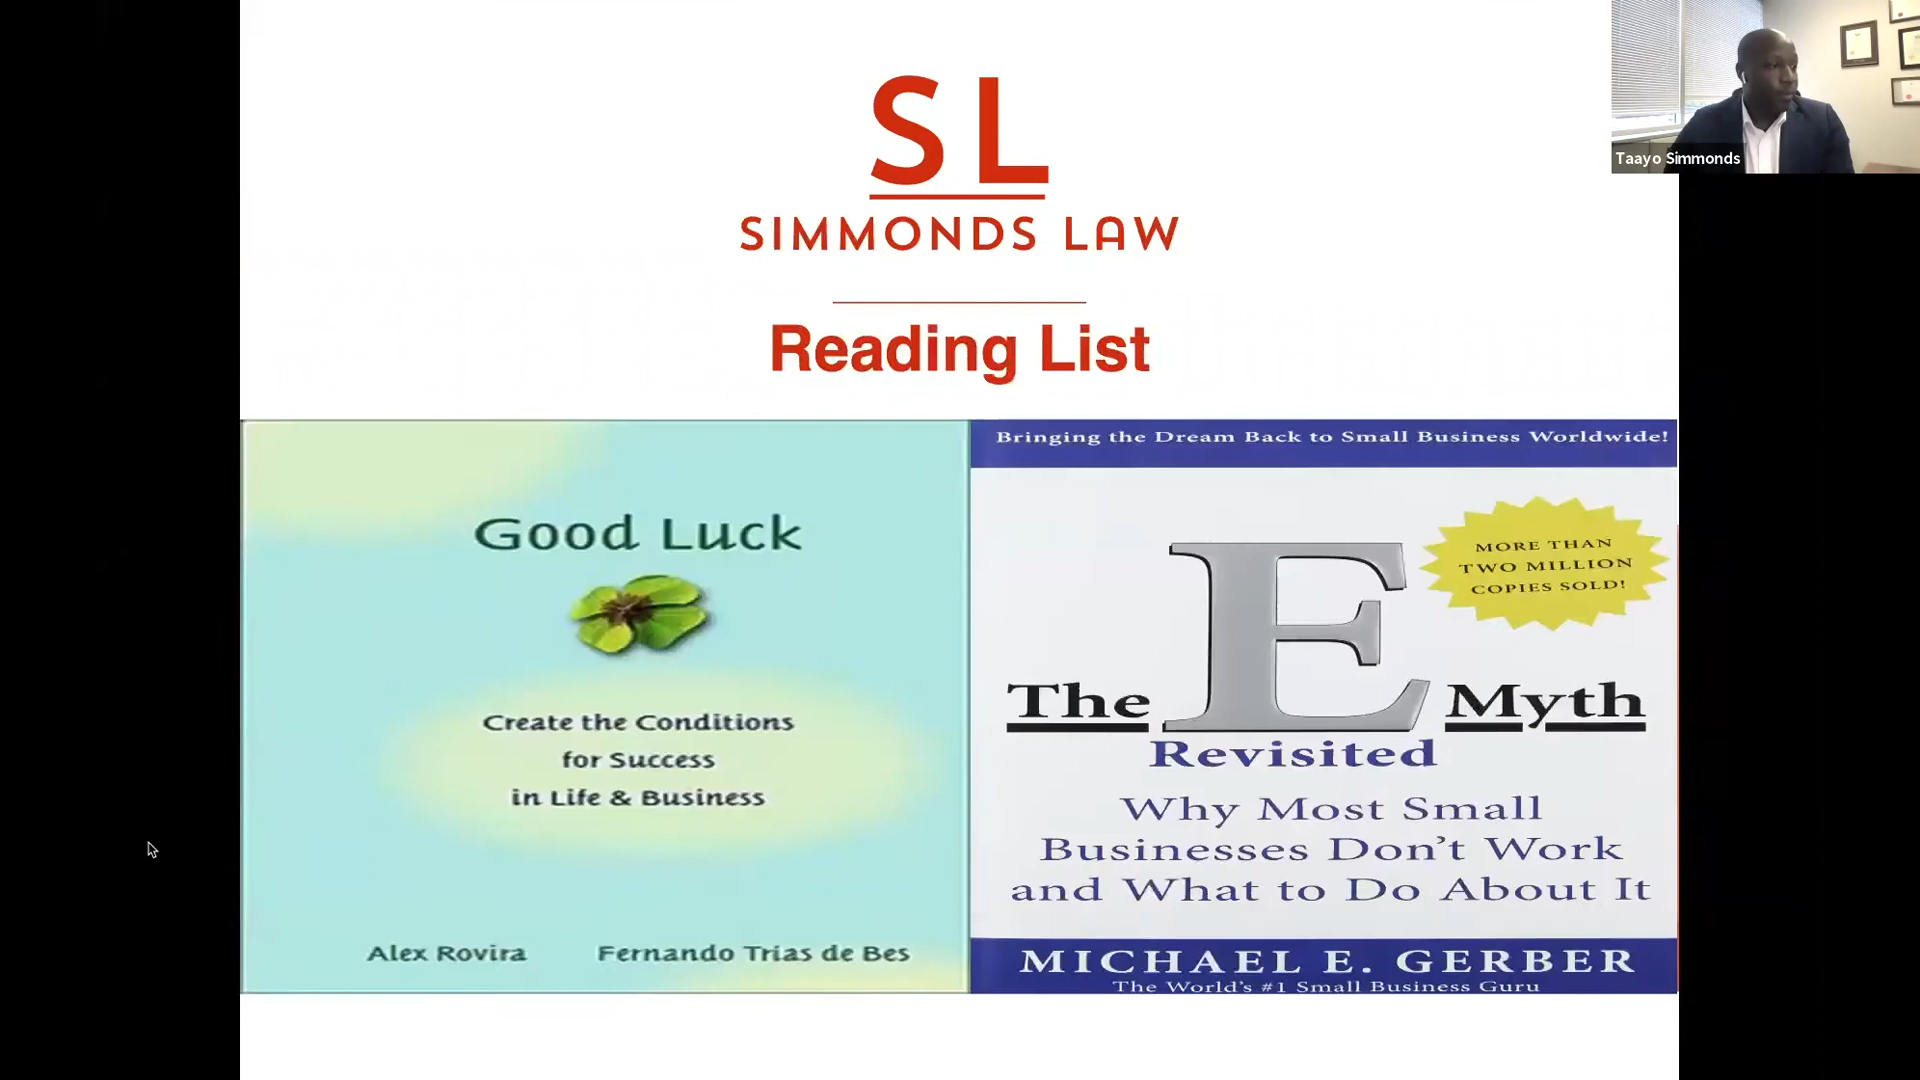 SL
SIMMONDS LAW
Taayo Simmonds
Reading List
Good Luck
Create the Conditions
for Success
in Life & Business
Alex Rovira Fernando Trías de Bes
Bringing the Dream Back to Small Business Worldwide!
MORE THAN
TWO MILLION
COPIES SOLD!
The E Myth
Revisited
Why Most Small
Businesses Don't Work
and What to Do About It
MICHAEL E. GERBER
The World's #1 Small Business Guru